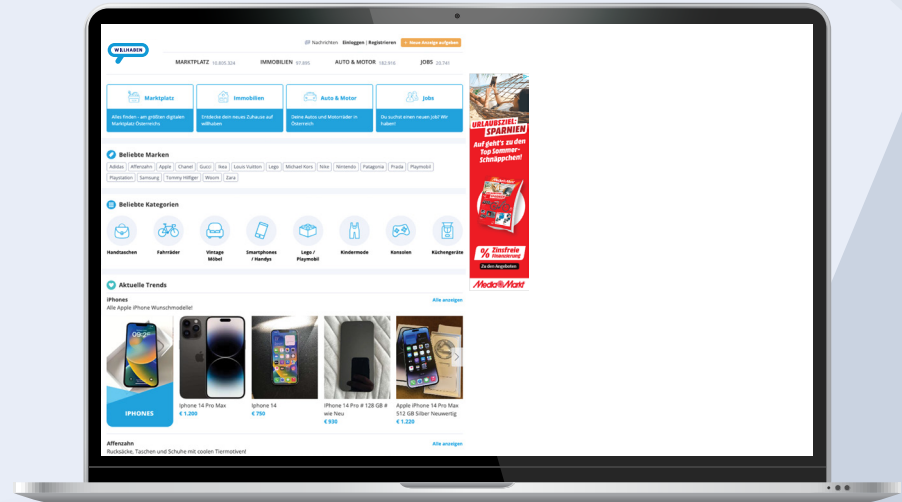 WILLHABEN
Nachrichten Einloggen | Registrieren + Neue Anzeige aufgeben
MARKTPLATZ 10.835.324 IMMOBILIEN 97.695 AUTO & MOTOR 182.916 JOBS 23.741
Marktplatz Immobilien Auto & Motor Jobs
Alles finden - am größten digitalen Entdecke dein neues Zuhause auf Deine Autos und Motorräder in Du suchst einen neuen Job? Wir
Marktplatz Österreichs willhaben Österreich haben!
Beliebte Marken
Adidas Affenzahn Apple Chanel Gucci Ikea Louis Vuitton Lego Michael Kors Nike Nintendo Patagonia Prada Playmobil
Playstation Samsung Tommy Hilfiger Woom Zara
Beliebte Kategorien
Handtaschen Fahrräder Vintage Smartphones Lego / Kindermode Konsolen Küchengeräte
Möbel / Handys Playmobil
Aktuelle Trends
iPhones Alle anzeigen
Alle Apple iPhone Wunschmodelle!
IPHONES
Iphone 14 Pro Max Iphone 14 iPhone 14 Pro # 128 GB # Apple iPhone 14 Pro Max
€ 1.200 € 750 wie Neu 512 GB Silber Neuwertig
€ 930 € 1.220
Affenzahn Alle anzeigen
Rucksäcke, Taschen und Schuhe mit coolen Tiermotiven!
URLAUBSZIEL:
SPARNIEN
Auf geht's zu den
Top Sommer-
Schnäppchen!
% Zinsfreie
Finanzierung
Zu den Angeboten
MediaMarkt